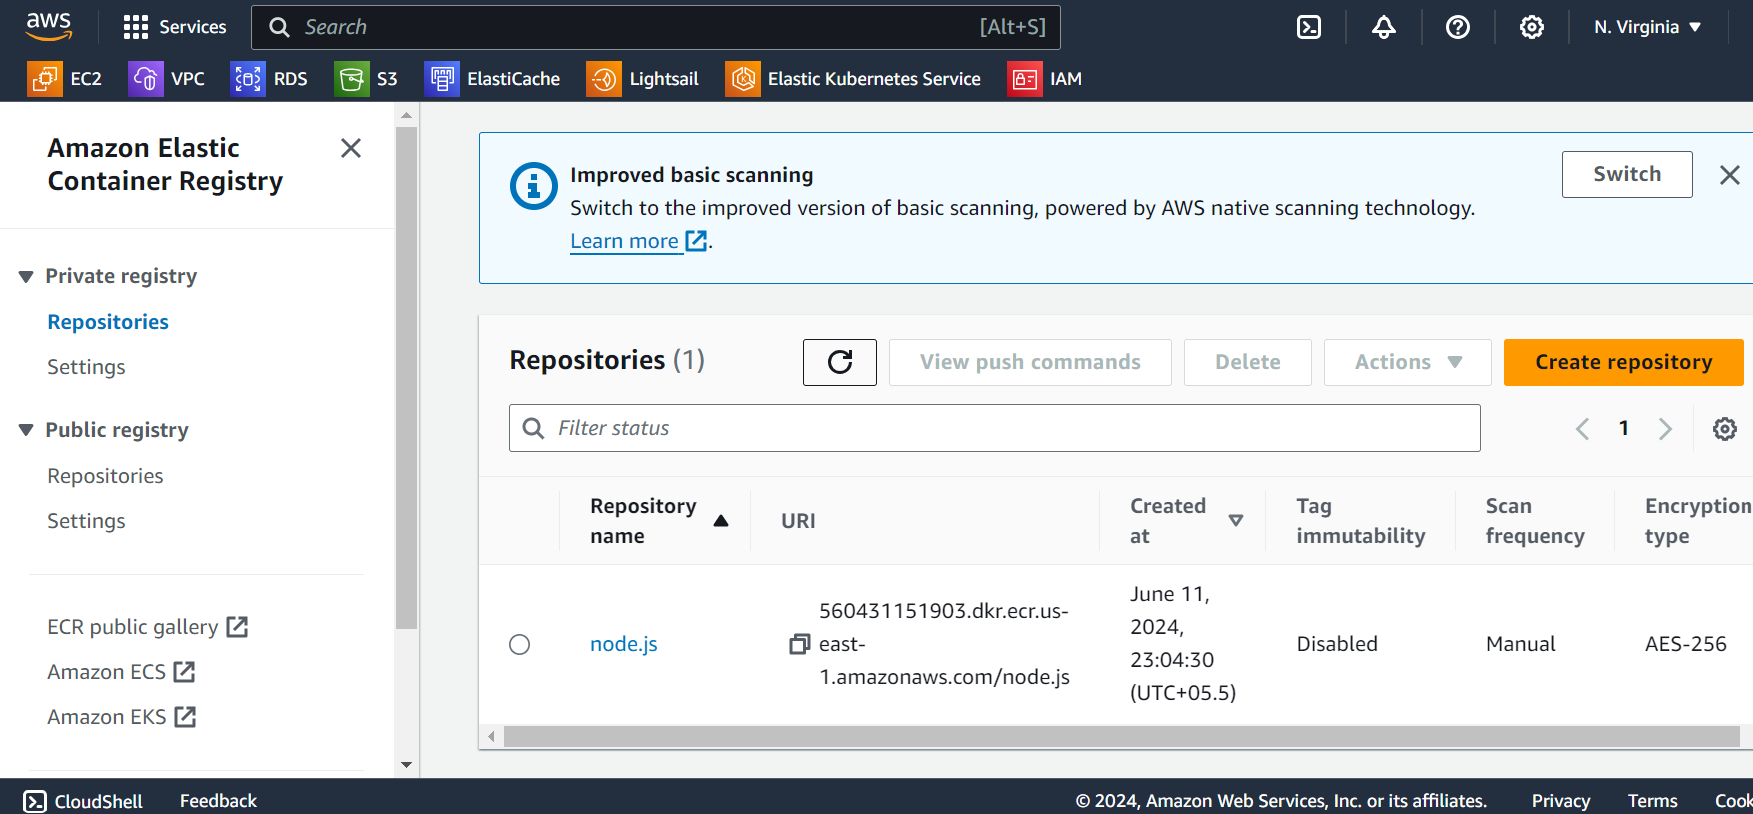 aws
Services
Search [Alt+S]
N. Virginia
EC2 VPC RDS S3 ElastiCache Lightsail Elastic Kubernetes Service IAM
Amazon Elastic
Container Registry
Private registry
Repositories
Settings
Public registry
Repositories
Settings
ECR public gallery
Amazon ECS
Amazon EKS
Improved basic scanning
Switch to the improved version of basic scanning, powered by AWS native scanning technology.
Learn more.
Switch
Repositories (1)
View push commands
Delete
Actions
Create repository
Filter status
1
Repository
name
URI
Created
at
Tag
immutability
Scan
frequency
Encryption
type
node.js
560431151903.dkr.ecr.us-
east-
1.amazonaws.com/node.js
June 11,
2024,
23:04:30
(UTC+05.5)
Disabled
Manual
AES-256
CloudShell Feedback
© 2024, Amazon Web Services, Inc. or its affiliates. Privacy Terms Cook